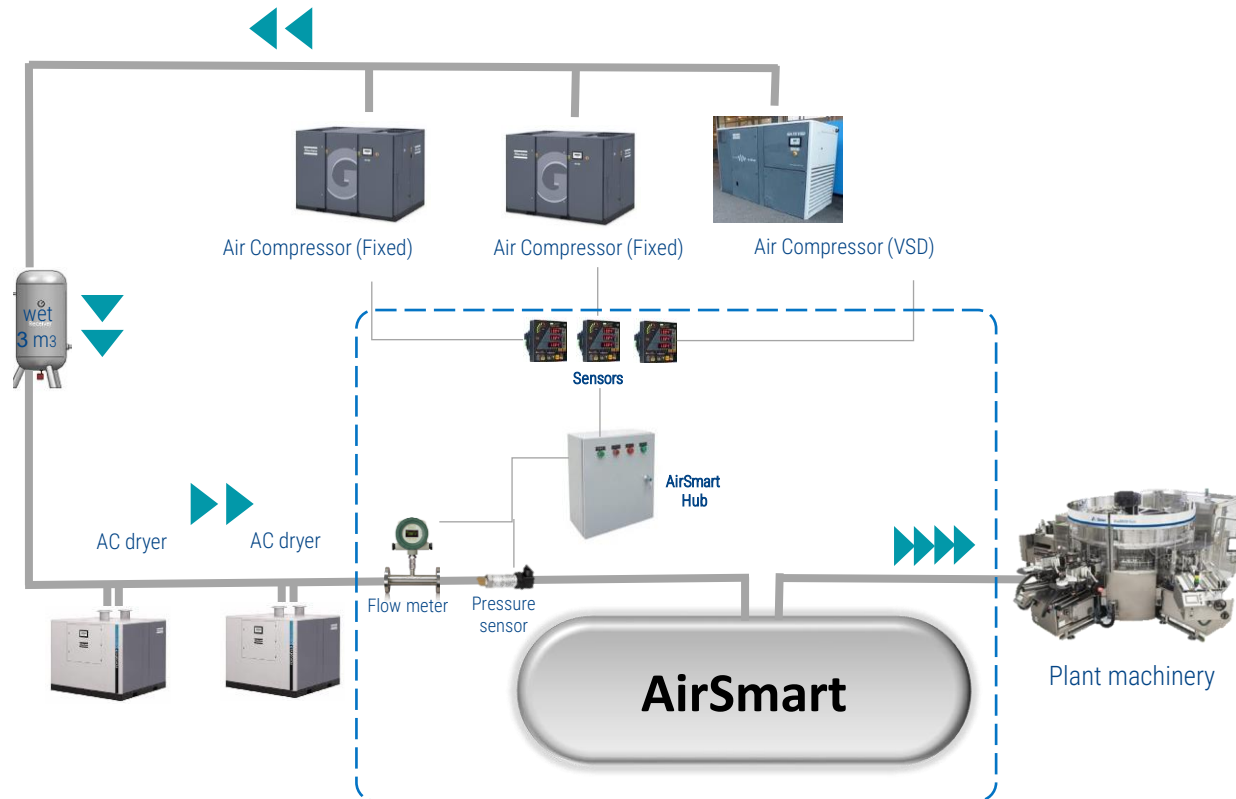 G
G
Air Compressor (Fixed)
Air Compressor (Fixed)
Air Compressor (VSD)
wet
Receiver
3 m3
Sensors
AirSmart
Hub
AC dryer
AC dryer
Flow meter
Pressure
sensor
AirSmart
Plant machinery